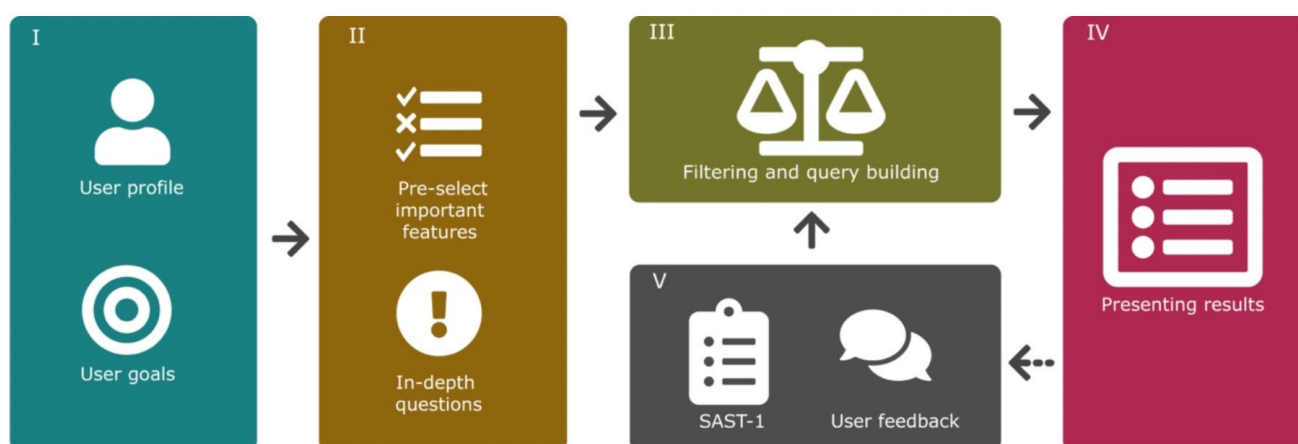 I
User profile
User goals
II
Pre-select
important
features
In-depth
questions
III
Filtering and query building
IV
Presenting results
V
SAST-1
User feedback